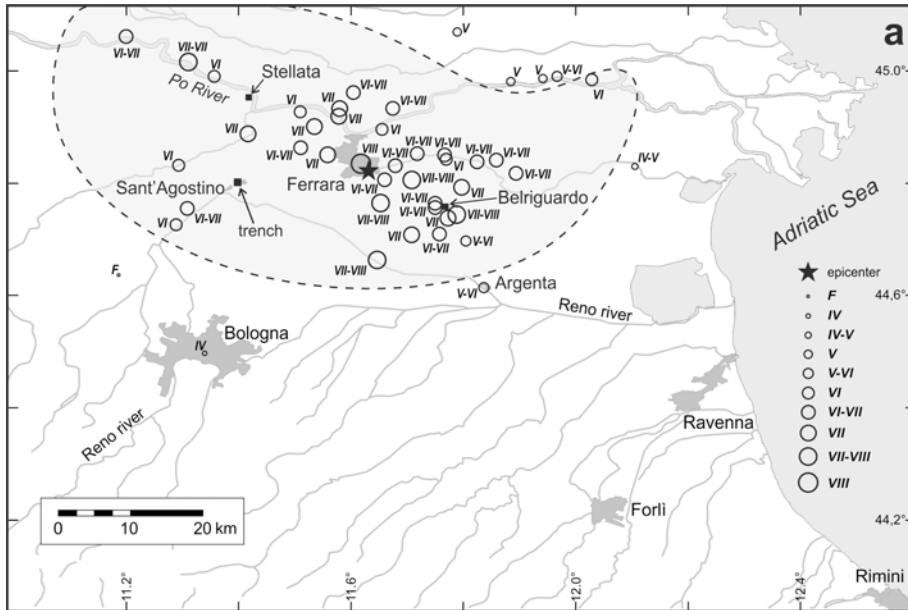 a
V
45.0°
VI-VII
VII-VII
VI
Stellata
Po River
VI-VII
VI-VII
V
V
V-VI
VI
VI
VII
VII
VII
VII
VI
VI
VI-VII
VII
VIII
VI-VII
VI-VII
VI-VII
VI
VI-VII
VI-VII
VI-VII
IV-V
Sant'Agostino
Ferrara
VI-VII
VII-VIII
VII
Belriguardo
VI
VI-VII
trench
VII-VIII
VI-VII
VI-VII
VII
VII-VIII
VII
VI-VII
V-VI
VII-VIII
F
V-VI
Argenta
Reno river
44.6°
Adriatic Sea
epicenter
F
IV
IV-V
V
V-VI
VI
VI-VII
VII
VII-VIII
VIII
Bologna
IV
Reno river
Ravenna
Forlì
0 10 20 km
44,2°
11.2°
11.6°
12.0°
12.4°
Rimini